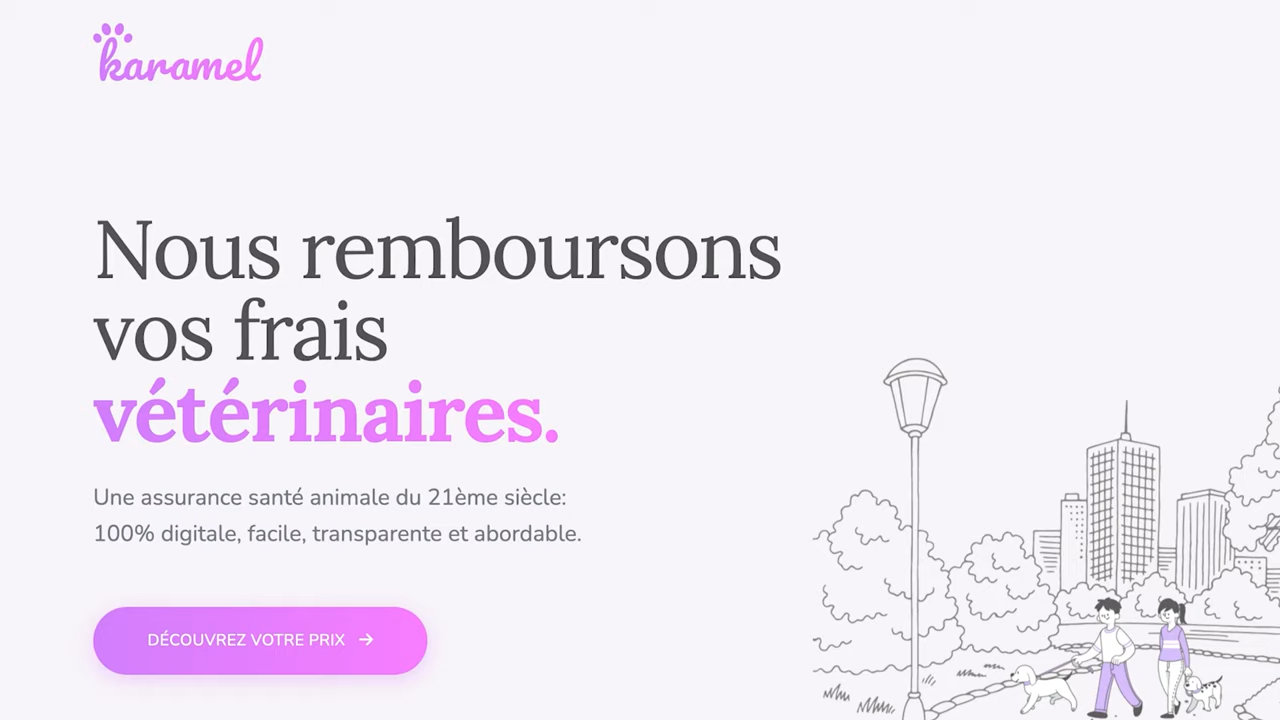 karamel
Nous remboursons
vos frais
vétérinaires.
Une assurance santé animale du 21ème siècle:
100% digitale, facile, transparente et abordable.
DÉCOUVREZ VOTRE PRIX →